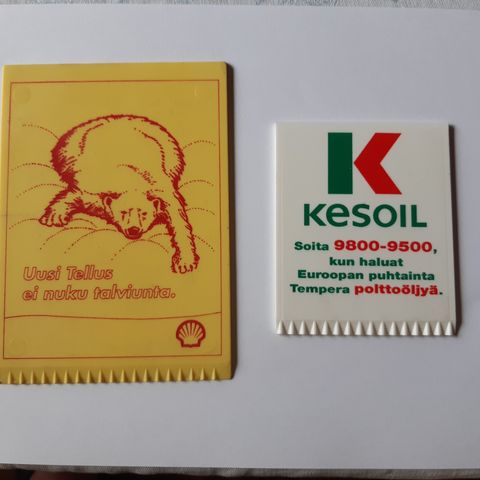 Uusi Tellus
ei nuku talviunta.
K
KESOIL
Soita 9800-9500,
kun haluat
Euroopan puhtainta
Tempera polttoöljyä.